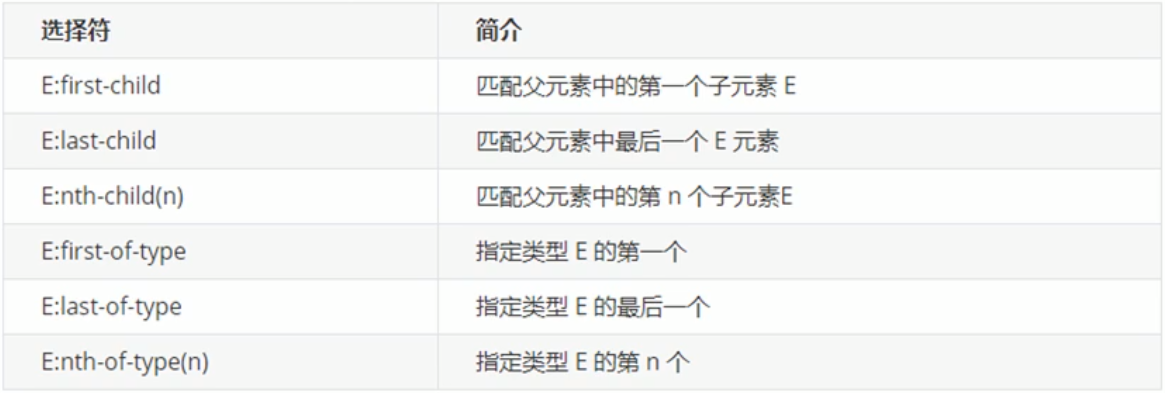 选择符 简介
E:first-child 匹配父元素中的第一个子元素 E
E:last-child 匹配父元素中最后一个 E 元素
E:nth-child(n) 匹配父元素中的第 n 个子元素E
E:first-of-type 指定类型 E 的第一个
E:last-of-type 指定类型 E 的最后一个
E:nth-of-type(n) 指定类型 E 的第 n 个